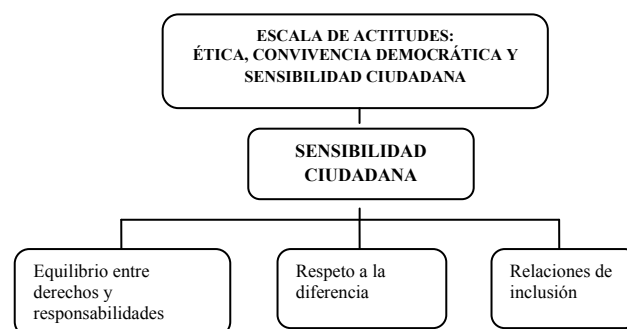 ESCALA DE ACTITUDES:
ÉTICA, CONVIVENCIA DEMOCRÁTICA Y
SENSIBILIDAD CIUDADANA
SENSIBILIDAD
CIUDADANA
Equilibrio entre
derechos y
responsabilidades
Respeto a la
diferencia
Relaciones de
inclusión